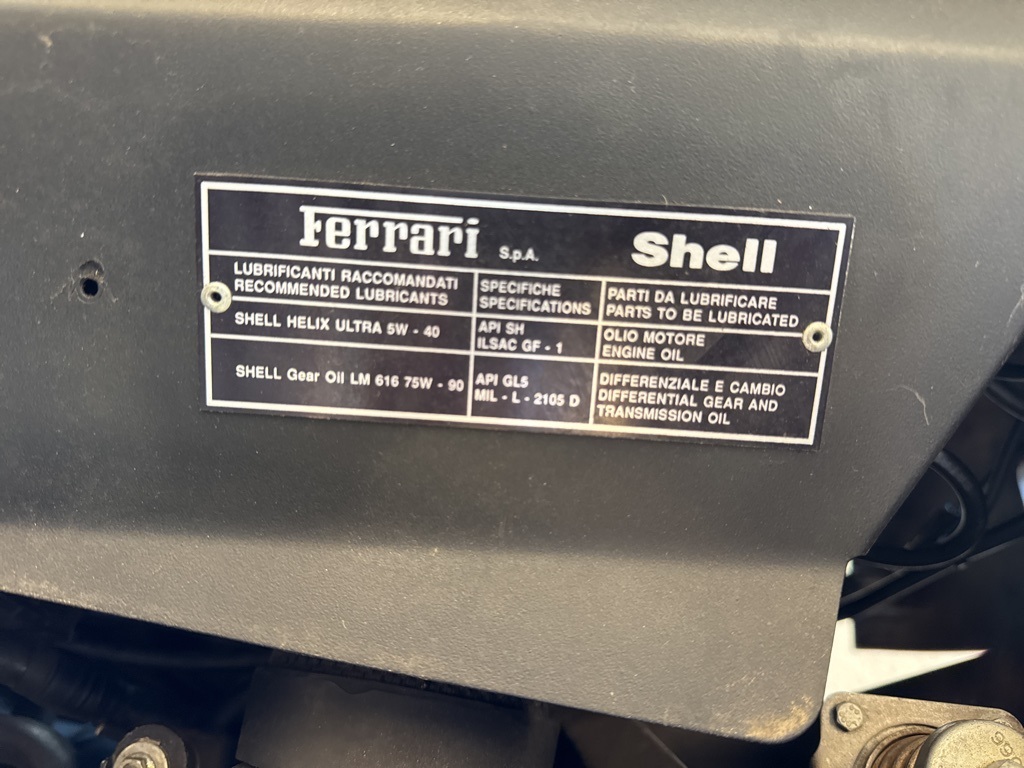 Ferrari S.p.A. Shell
LUBRIFICANTI RACCOMANDATI
RECOMMENDED LUBRICANTS
SPECIFICHE
SPECIFICATIONS
PARTI DA LUBRIFICARE
PARTS TO BE LUBRICATED
SHELL HELIX ULTRA 5W - 40
API SH
ILSAC GF - 1
OLIO MOTORE
ENGINE OIL
SHELL Gear Oil LM 616 75W - 90
API GL5
MIL - L - 2105 D
DIFFERENZIALE E CAMBIO
DIFFERENTIAL GEAR AND
TRANSMISSION OIL